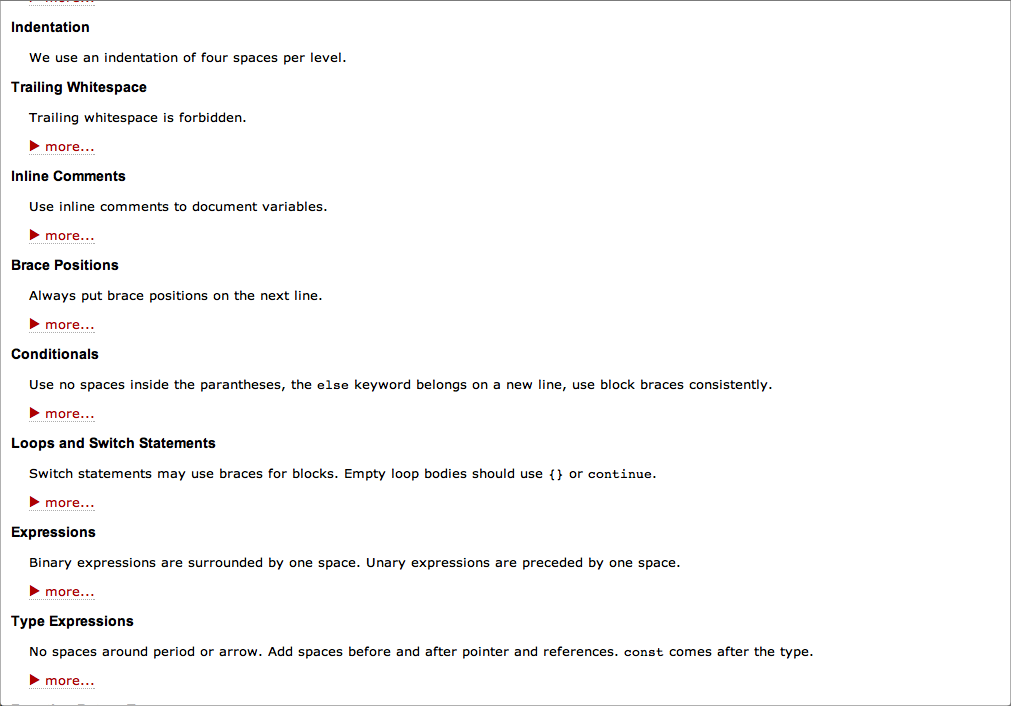 Indentation
We use an indentation of four spaces per level.
Trailing Whitespace
Trailing whitespace is forbidden.
▶ more...
Inline Comments
Use inline comments to document variables.
▶ more...
Brace Positions
Always put brace positions on the next line.
▶ more...
Conditionals
Use no spaces inside the parantheses, the else keyword belongs on a new line, use block braces consistently.
▶ more...
Loops and Switch Statements
Switch statements may use braces for blocks. Empty loop bodies should use {} or continue.
▶ more...
Expressions
Binary expressions are surrounded by one space. Unary expressions are preceded by one space.
▶ more...
Type Expressions
No spaces around period or arrow. Add spaces before and after pointer and references. const comes after the type.
▶ more...